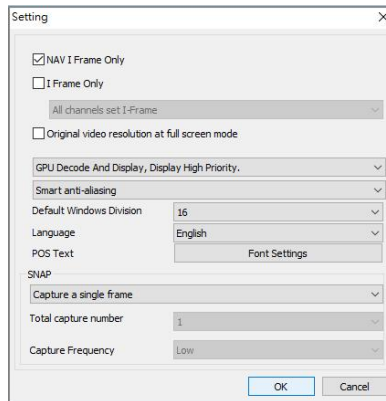 Setting
NAV I Frame Only
I Frame Only
All channels set I-Frame
Original video resolution at full screen mode
GPU Decode And Display, Display High Priority.
Smart anti-aliasing
Default Windows Division 16
Language English
POS Text Font Settings
SNAP
Capture a single frame
Total capture number 1
Capture Frequency Low
OK Cancel